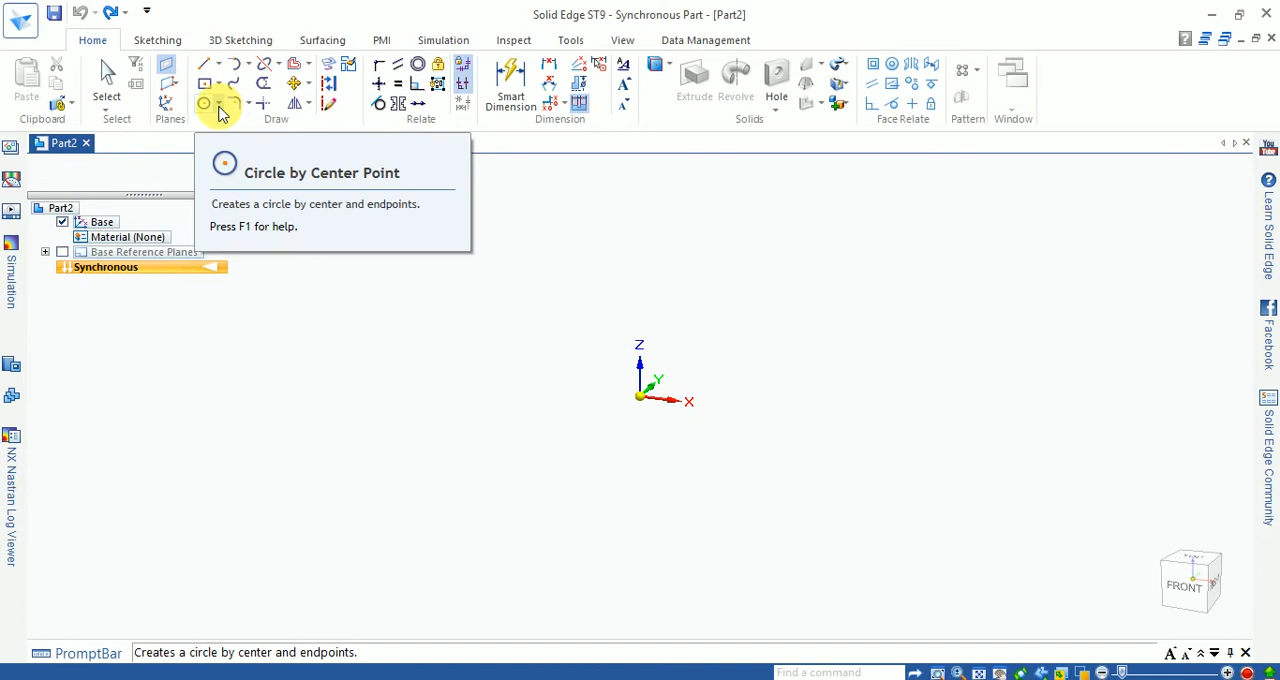 Solid Edge ST9 - Synchronous Part - [Part2]
Home Sketching 3D Sketching Surfacing PMI Simulation Inspect Tools View Data Management
Paste
Clipboard
Select
Select
Planes
Draw
Relate
Smart
Dimension
Dimension
Extrude Revolve Hole
Solids
Face Relate
Pattern
Window
Part2
Circle by Center Point
Creates a circle by center and endpoints.
Press F1 for help.
Part2
Base
Material (None)
Base Reference Planes
Synchronous
Simulation
NX Nastran Log Viewer
Z
Y
X
FRONT
You
Tube
Learn Solid Edge
Facebook
Solid Edge Community
PromptBar Creates a circle by center and endpoints.
Find a command